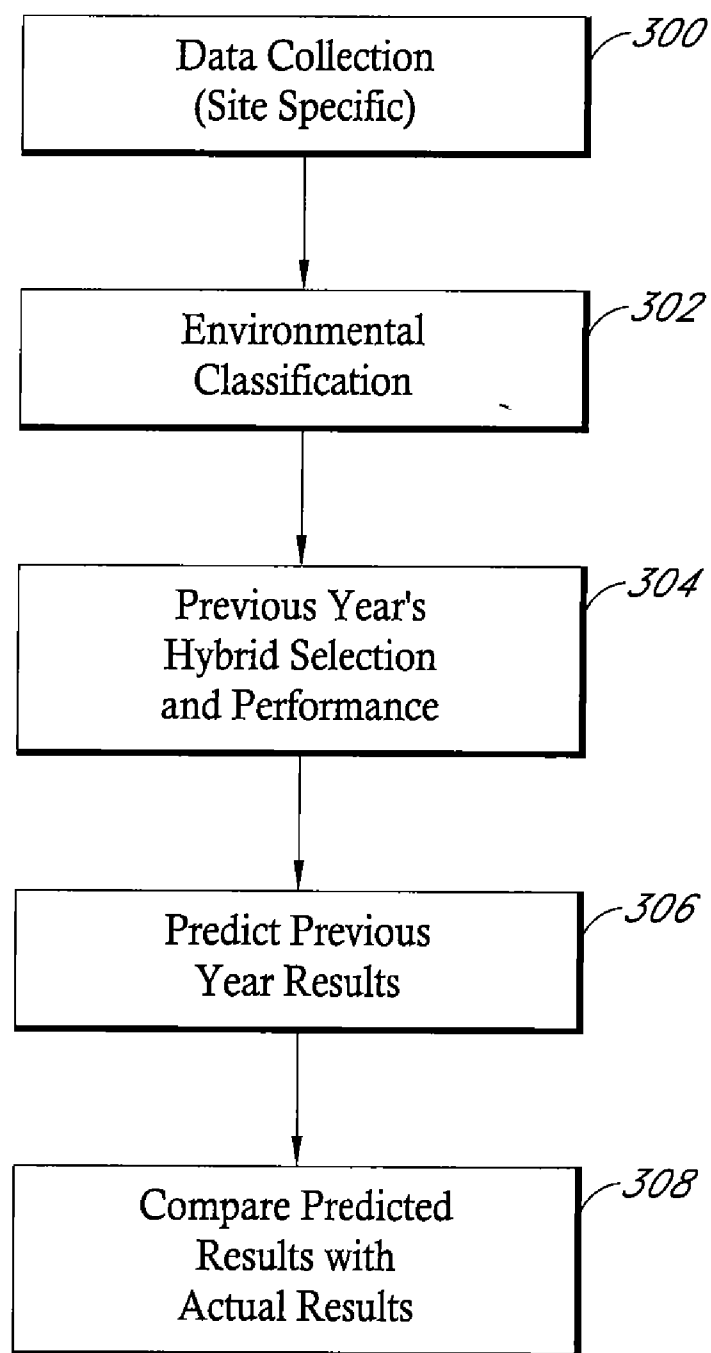 300
Data Collection
(Site Specific)
302
Environmental
Classification
304
Previous Year's
Hybrid Selection
and Performance
306
Predict Previous
Year Results
308
Compare Predicted
Results with
Actual Results